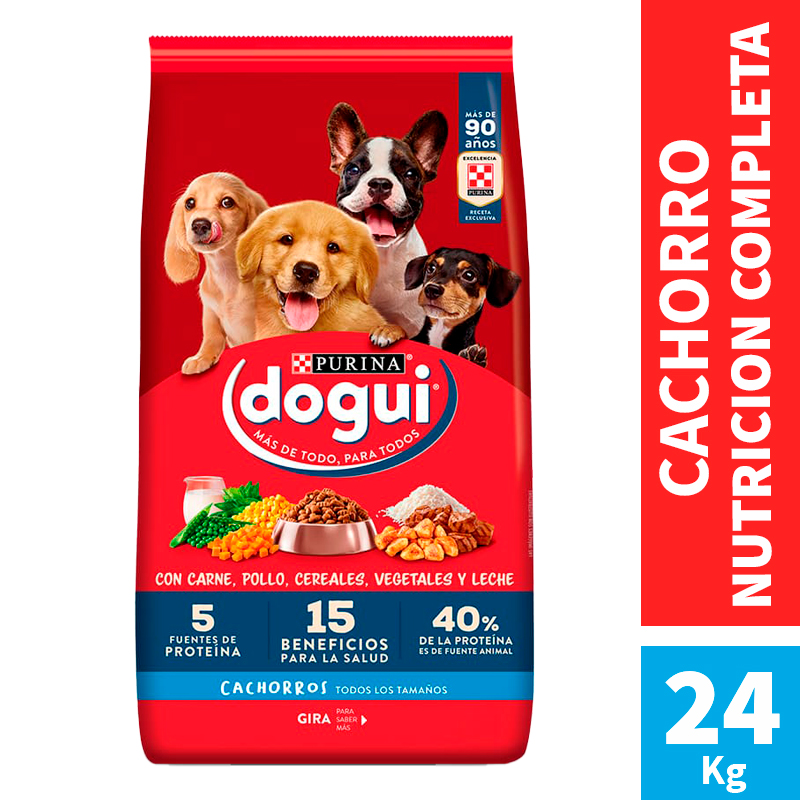 MÁS DE
90
años
EXCELENCIA
PURINA
RECETA
EXCLUSIVA
PURINA®
dogui®
MÁS DE TODO, PARA TODOS
CON CARNE, POLLO, CEREALES, VEGETALES Y LECHE
5
FUENTES DE
PROTEÍNA
15
BENEFICIOS
PARA LA SALUD
40%
DE LA PROTEÍNA
ES DE FUENTE ANIMAL
CACHORROS TODOS LOS TAMAÑOS
GIRA PARA
SABER
MÁS
CACHORRO
NUTRICION COMPLETA
24
Kg